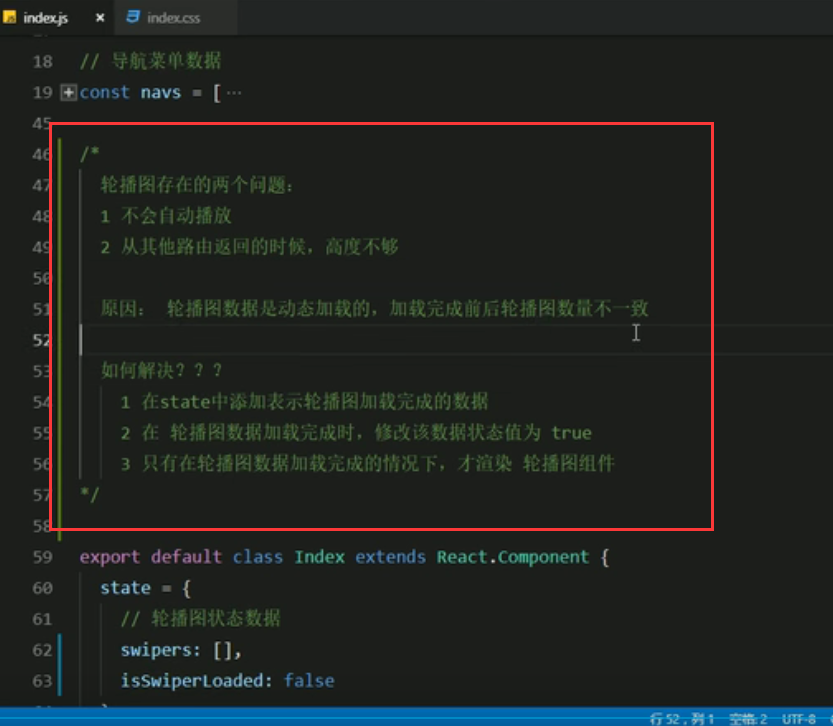 index.js × index.css
18 // 导航菜单数据
19 const navs = [ ···
45
46 /*
47 轮播图存在的两个问题：
48 1 不会自动播放
49 2 从其他路由返回的时候，高度不够
50
51 原因： 轮播图数据是动态加载的，加载完成前后轮播图数量不一致
52
53 如何解决？？？
54 1 在state中添加表示轮播图加载完成的数据
55 2 在 轮播图数据加载完成时，修改该数据状态值为 true
56 3 只有在轮播图数据加载完成的情况下，才渲染 轮播图组件
57 */
58
59 export default class Index extends React.Component {
60 state = {
61 // 轮播图状态数据
62 swipers: [],
63 isSwiperLoaded: false
行 52，列 1 空格: 2 UTF-8